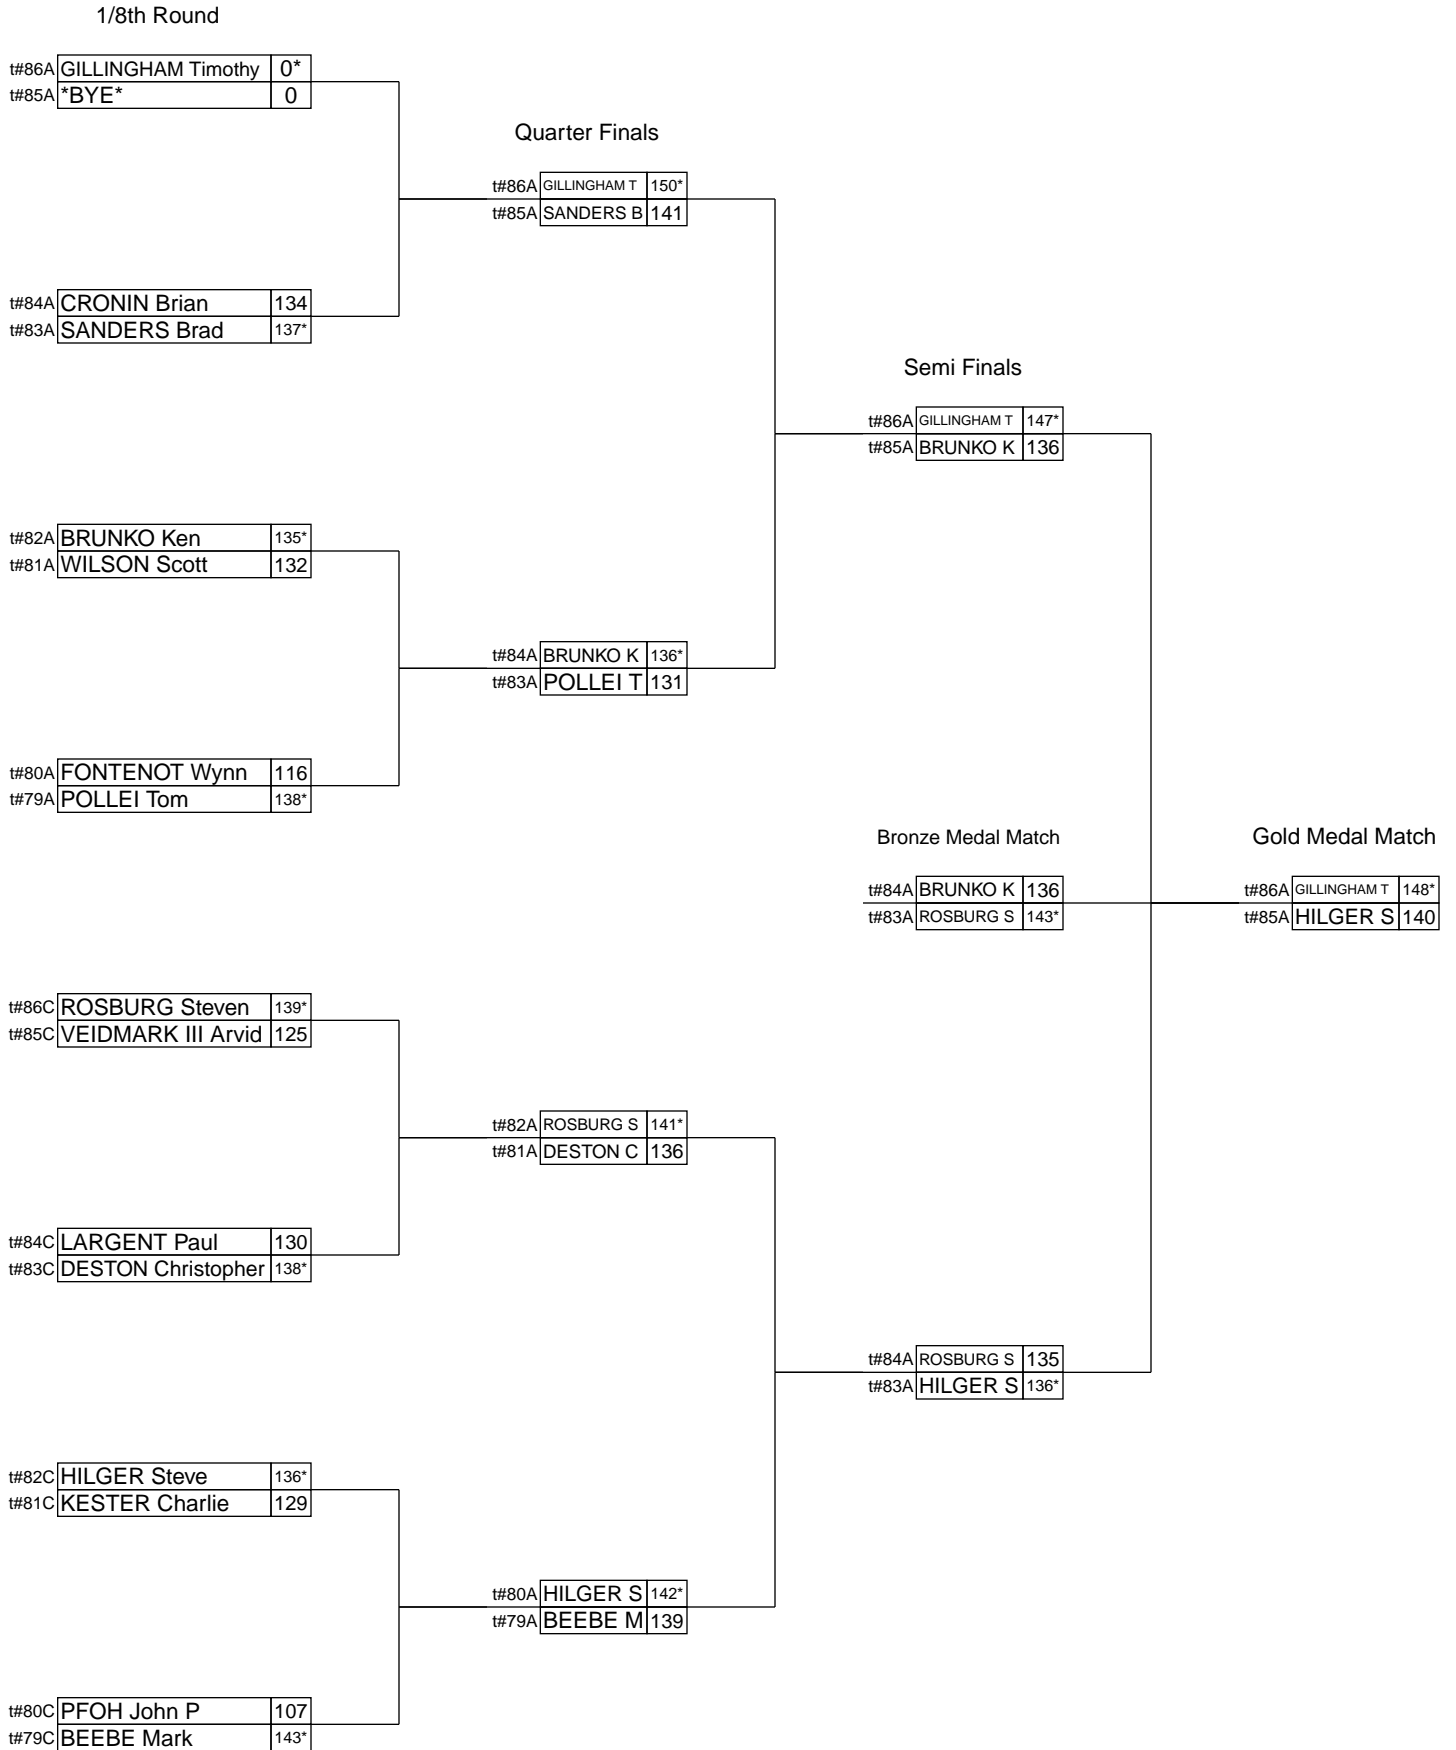 1/8th Round
t#86A GILLINGHAM Timothy 0*
t#85A *BYE* 0
Quarter Finals
t#86A GILLINGHAM T 150*
t#85A SANDERS B 141
t#84A CRONIN Brian 134
t#83A SANDERS Brad 137*
Semi Finals
t#86A GILLINGHAM T 147*
t#85A BRUNKO K 136
t#82A BRUNKO Ken 135*
t#81A WILSON Scott 132
t#84A BRUNKO K 136*
t#83A POLLEI T 131
t#80A FONTENOT Wynn 116
t#79A POLLEI Tom 138*
Bronze Medal Match
Gold Medal Match
t#84A BRUNKO K 136
t#83A ROSBURG S 143*
t#86A GILLINGHAM T 148*
t#85A HILGER S 140
t#86C ROSBURG Steven 139*
t#85C VEIDMARK III Arvid 125
t#82A ROSBURG S 141*
t#81A DESTON C 136
t#84C LARGENT Paul 130
t#83C DESTON Christopher 138*
t#84A ROSBURG S 135
t#83A HILGER S 136*
t#82C HILGER Steve 136*
t#81C KESTER Charlie 129
t#80A HILGER S 142*
t#79A BEEBE M 139
t#80C PFOH John P 107
t#79C BEEBE Mark 143*